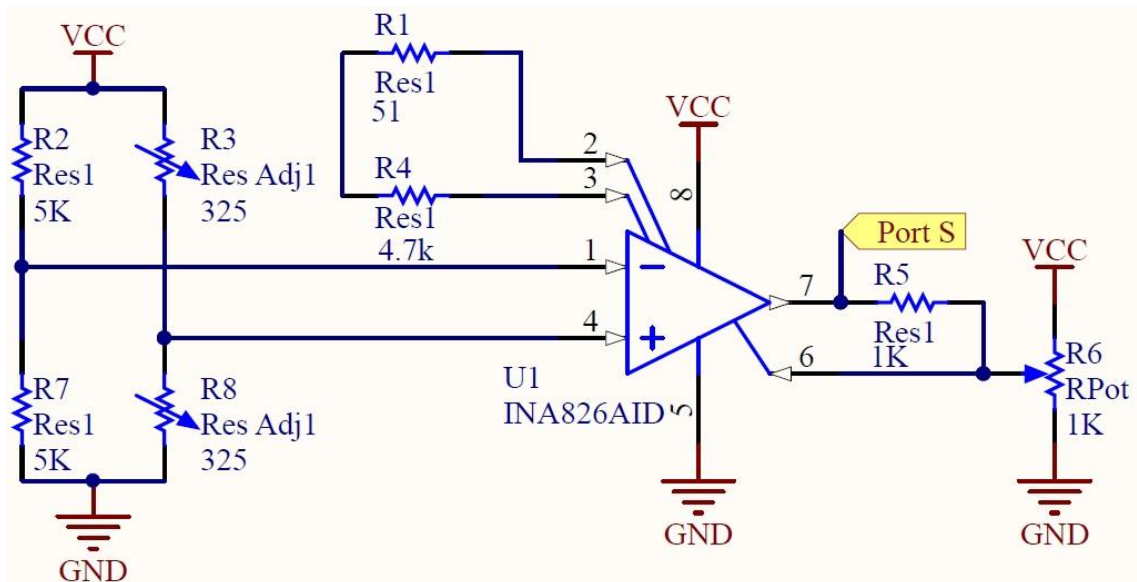 VCC
R2
Res1
5K
R3
Res Adj1
325
R7
Res1
5K
R8
Res Adj1
325
GND
R1
Res1
51
R4
Res1
4.7k
2
3
1
4
VCC
8
7
6
5
U1
INA826AID
GND
Port S
R5
Res1
1K
VCC
R6
RPot
1K
GND